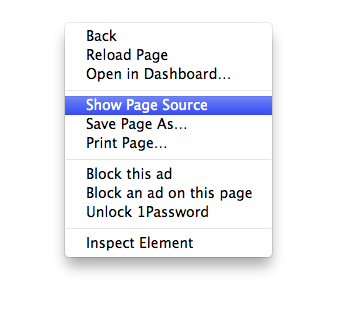 Back
Reload Page
Open in Dashboard...
Show Page Source
Save Page As...
Print Page...
Block this ad
Block an ad on this page
Unlock 1Password
Inspect Element